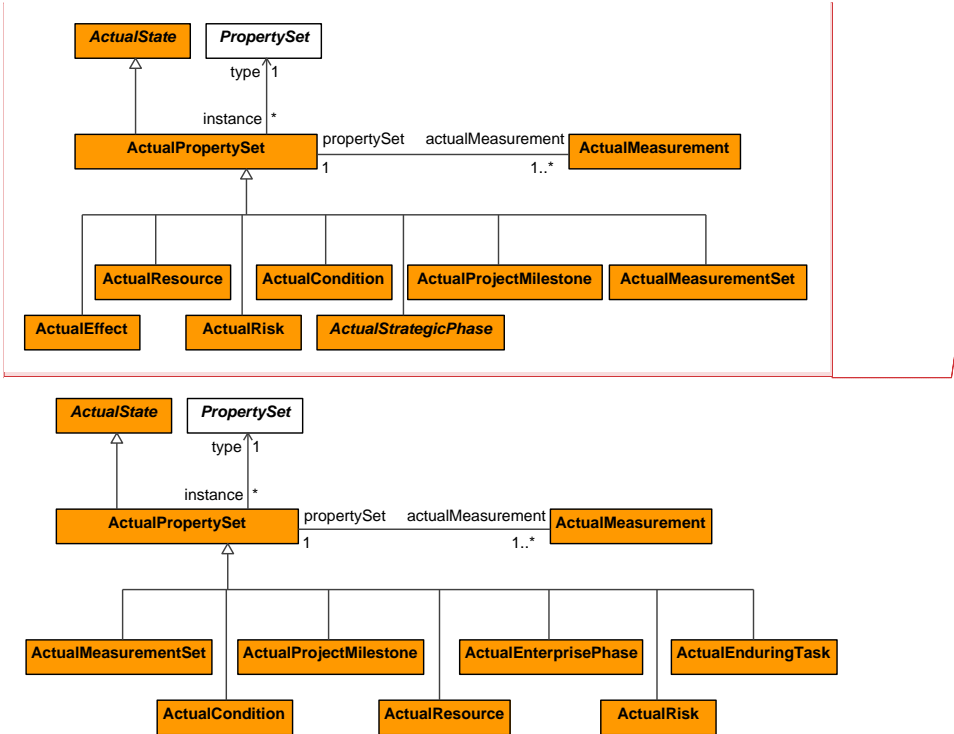 ActualState PropertySet
type 1
instance *
ActualPropertySet propertySet actualMeasurement ActualMeasurement
1 1..*
ActualResource ActualCondition ActualProjectMilestone ActualMeasurementSet
ActualEffect ActualRisk ActualStrategicPhase
ActualState PropertySet
type 1
instance *
ActualPropertySet propertySet actualMeasurement ActualMeasurement
1 1..*
ActualMeasurementSet ActualProjectMilestone ActualEnterprisePhase ActualEnduringTask
ActualCondition ActualResource ActualRisk